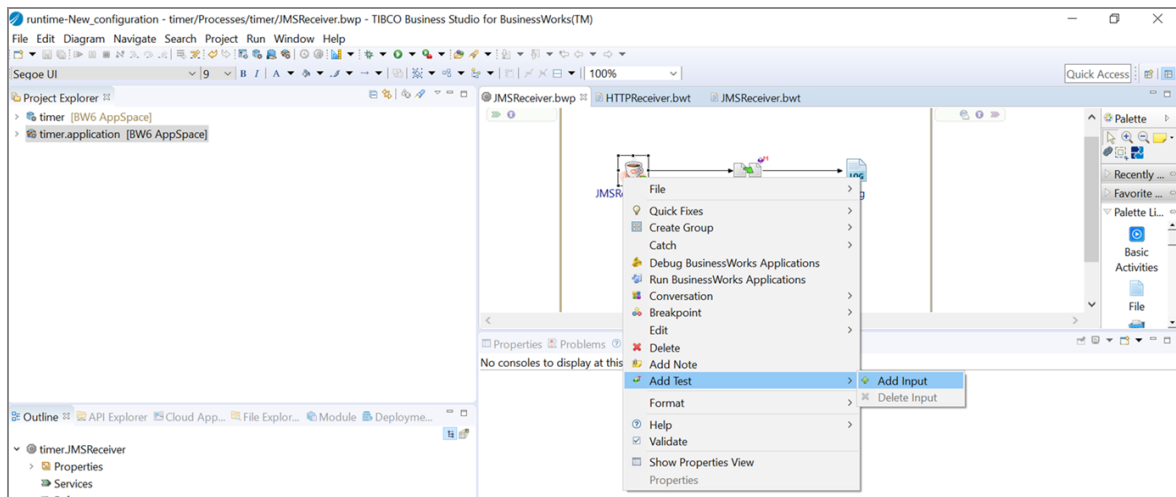 runtime-New_configuration - timer/Processes/timer/JMSReceiver.bwp - TIBCO Business Studio for BusinessWorks(TM)
File Edit Diagram Navigate Search Project Run Window Help
Segoe UI 9 B I A 100% Quick Access
Project Explorer
timer [BW6 AppSpace]
timer.application [BW6 AppSpace]
JMSReceiver.bwp HTTPReceiver.bwt JMSReceiver.bwt
LOG
JMSR
g
File
Quick Fixes
Create Group
Catch
Debug BusinessWorks Applications
Run BusinessWorks Applications
Conversation
Breakpoint
Edit
Delete
Add Note
Add Test
Format
Help
Validate
Show Properties View
Properties
Add Input
Delete Input
Palette
Recently ...
Favorite ...
Palette Li...
Basic
Activities
File
Properties Problems
No consoles to display at this
Outline API Explorer Cloud App... File Explor... Module Deployme...
timer.JMSReceiver
Properties
Services